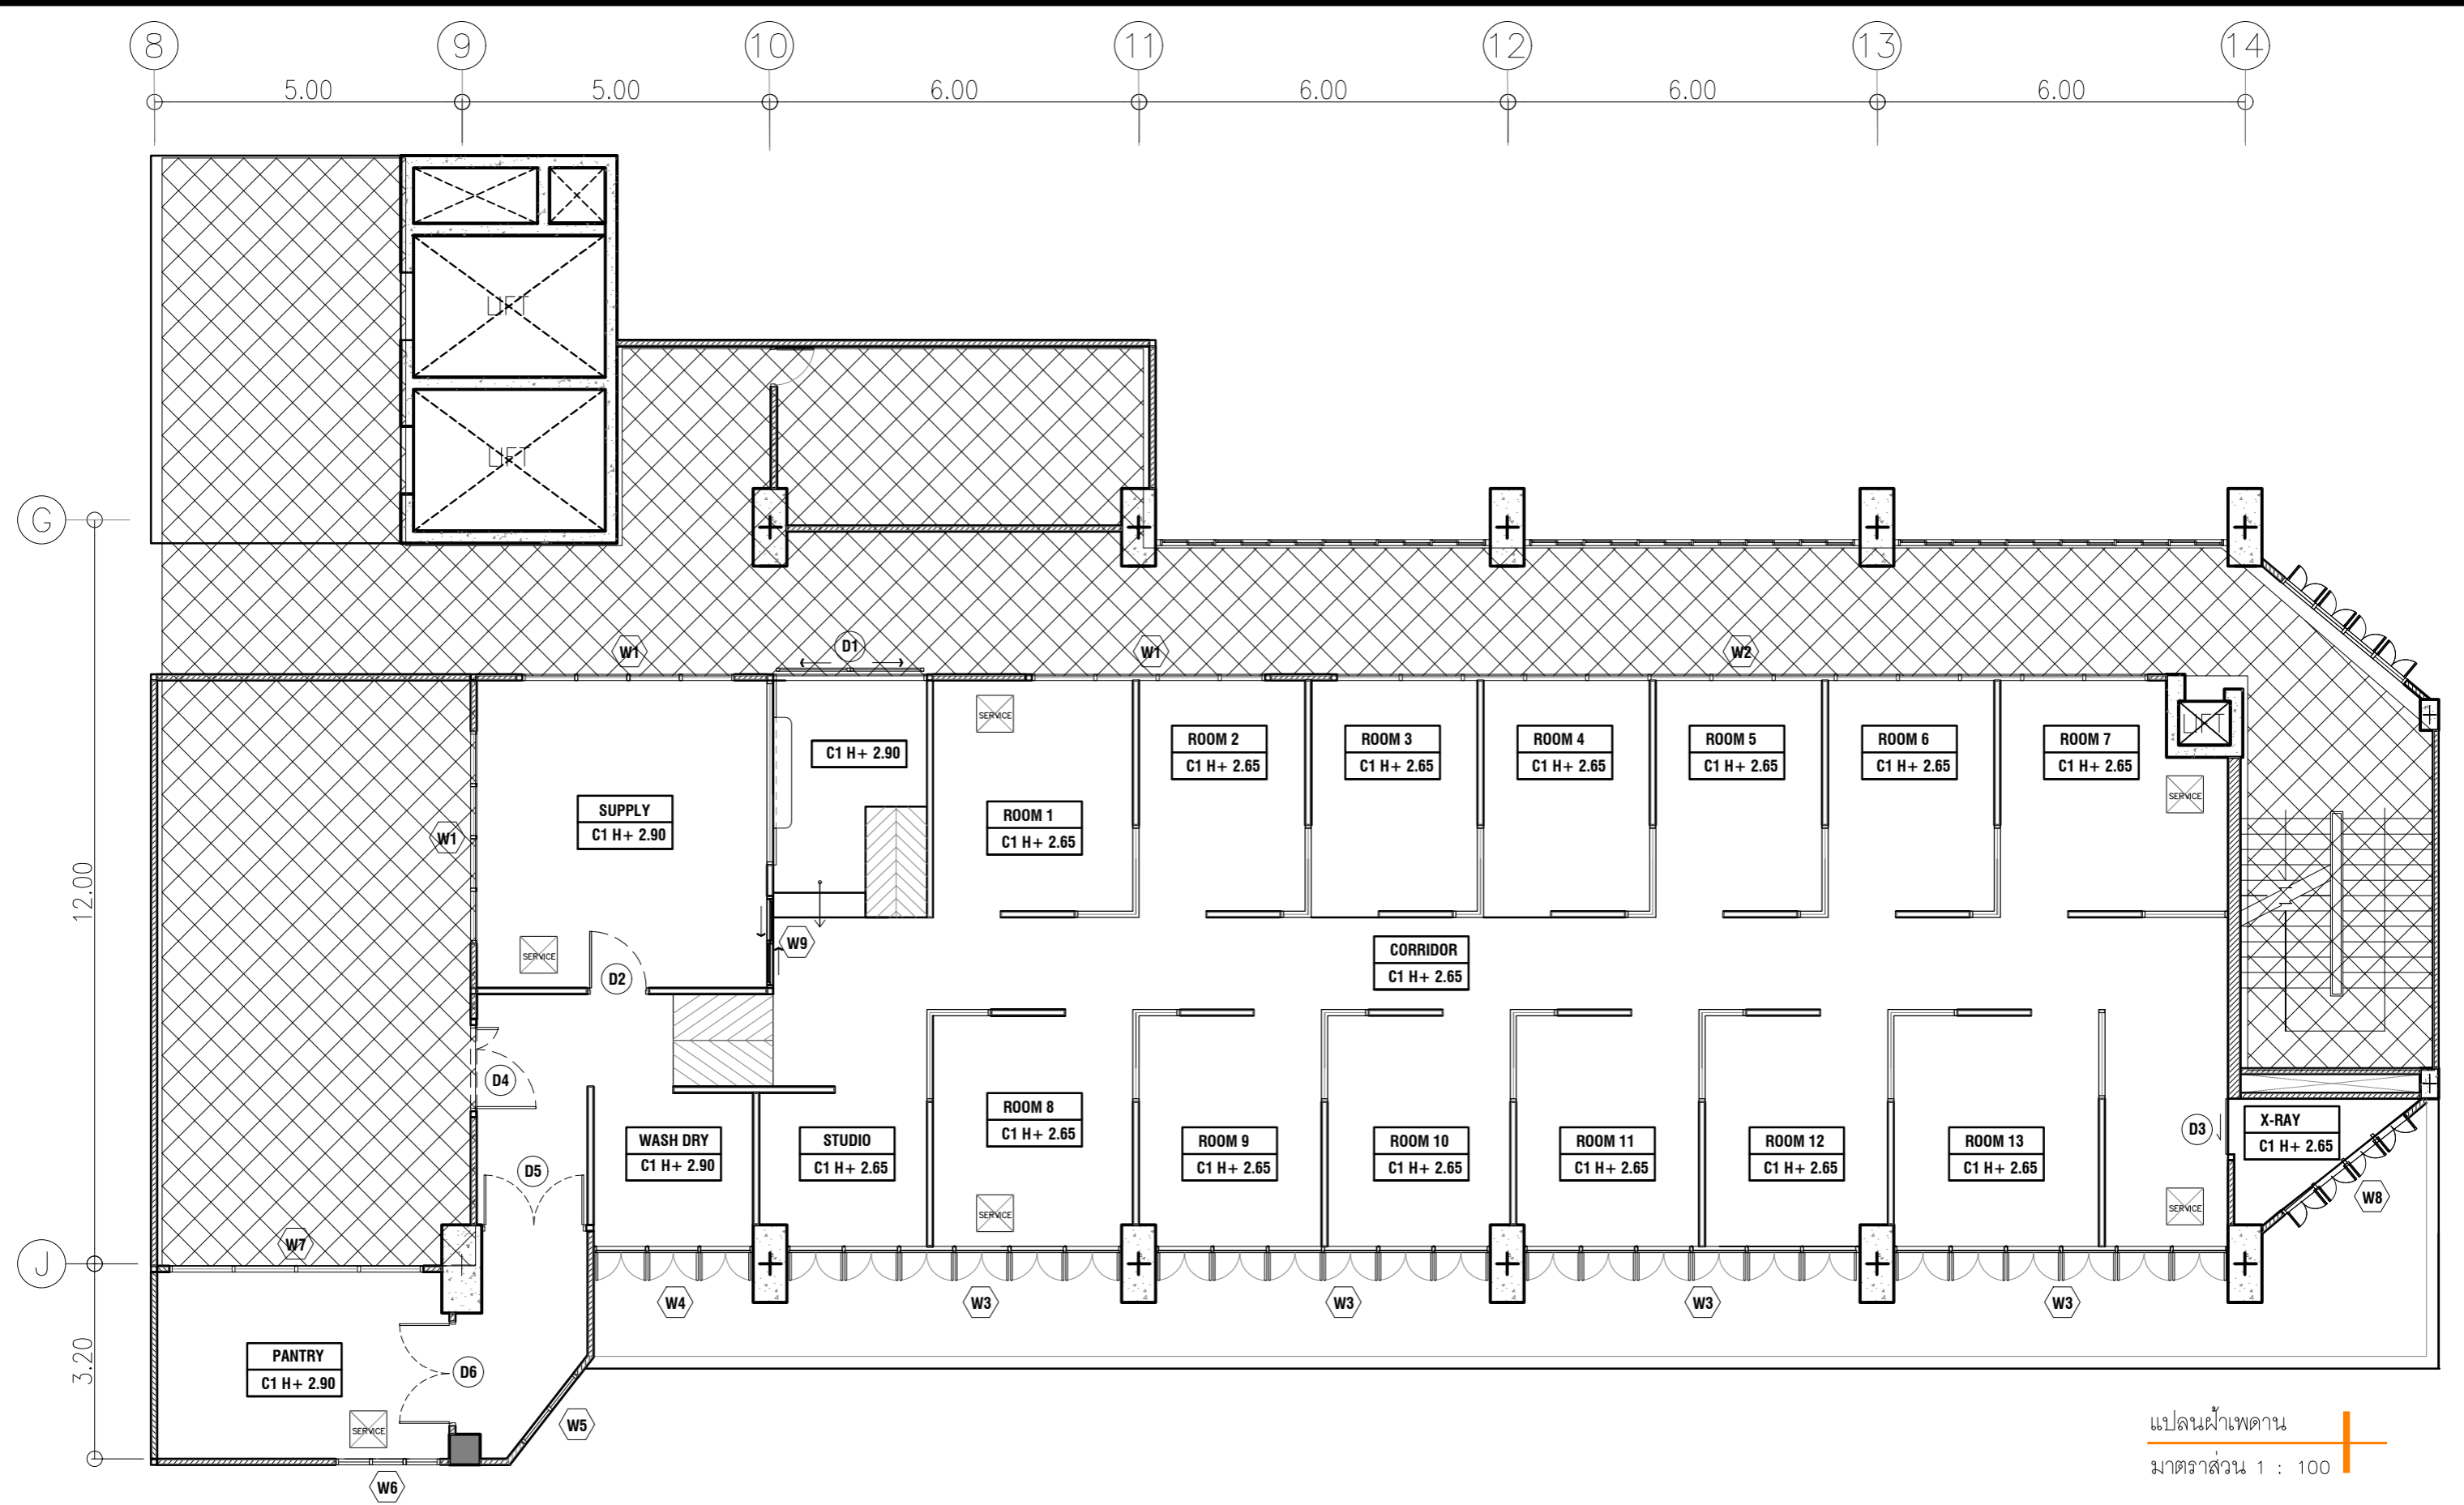 8 9 10 11 12 13 14
5.00 5.00 6.00 6.00 6.00 6.00
LIFT
LIFT
G
W1 D1 W1 W2
SERVICE
LIFT
ROOM 2 ROOM 3 ROOM 4 ROOM 5 ROOM 6 ROOM 7
C1 H+ 2.90
C1 H+ 2.65 C1 H+ 2.65 C1 H+ 2.65 C1 H+ 2.65 C1 H+ 2.65 C1 H+ 2.65
SERVICE
SUPPLY
C1 H+ 2.90
ROOM 1
C1 H+ 2.65
W1
12.00
W9
CORRIDOR
C1 H+ 2.65
SERVICE
D2
D4
ROOM 8
C1 H+ 2.65
D3
X-RAY
C1 H+ 2.65
WASH DRY STUDIO ROOM 9 ROOM 10 ROOM 11 ROOM 12 ROOM 13
C1 H+ 2.90 C1 H+ 2.65 C1 H+ 2.65 C1 H+ 2.65 C1 H+ 2.65 C1 H+ 2.65 C1 H+ 2.65
D5
W8
SERVICE SERVICE
W7
J
W4 W3 W3 W3 W3
3.20
PANTRY
C1 H+ 2.90
D6
SERVICE
W5
W6
แปลนฝ้าเพดาน
มาตราส่วน 1 : 100